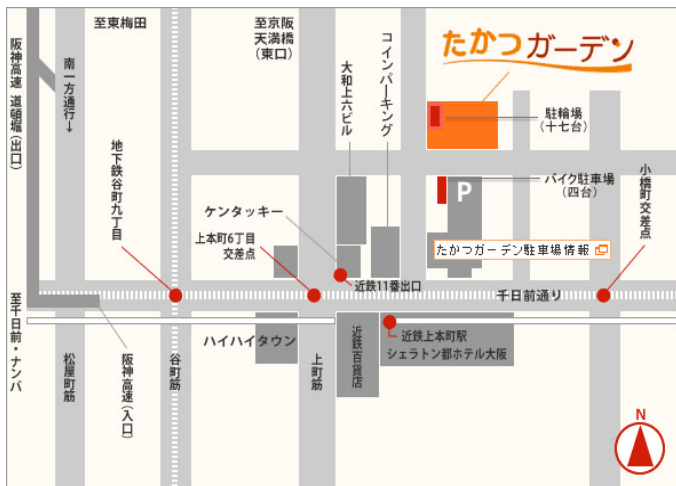 至東梅田
至京阪
天満橋
(東口)
阪神高速 道頓堀(出口)
南一方通行↓
地下鉄谷町九丁目
大和上六ビル
コインパーキング
たかつガーデン
駐輪場
(十七台)
バイク駐車場
(四台)
小橋町交差点
P
ケンタッキー
上本町6丁目
交差点
たかつガーデン駐車場情報
近鉄11番出口
千日前通り
至千日前・ナンバ
松屋町筋
阪神高速(入口)
谷町筋
ハイハイタウン
上町筋
近鉄百貨店
近鉄上本町駅
シェラトン都ホテル大阪
N